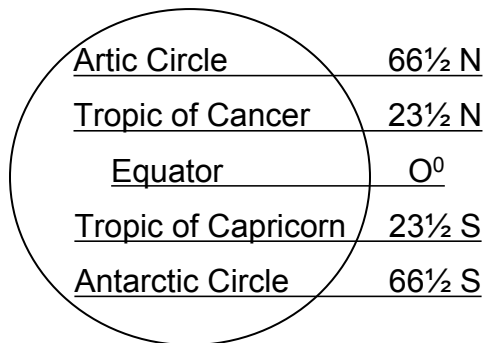 Artic Circle 66½ N
Tropic of Cancer 23½ N
Equator O⁰
Tropic of Capricorn 23½ S
Antarctic Circle 66½ S